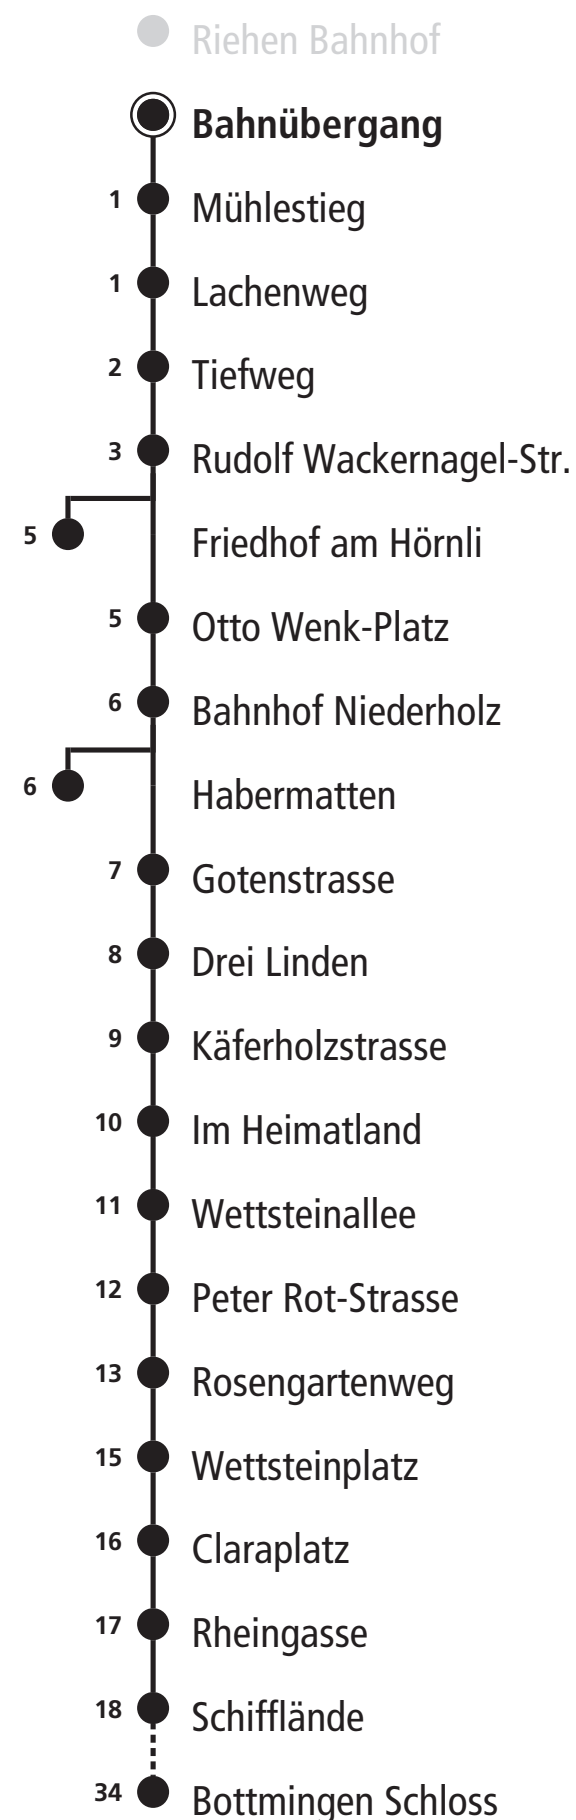 Riehen Bahnhof
Bahnübergang
1 Mühlestieg
1 Lachenweg
2 Tiefweg
3 Rudolf Wackernagel-Str.
5 Friedhof am Hörnli
5 Otto Wenk-Platz
6 Bahnhof Niederholz
6 Habermatten
7 Gotenstrasse
8 Drei Linden
9 Käferholzstrasse
10 Im Heimatland
11 Wettsteinallee
12 Peter Rot-Strasse
13 Rosengartenweg
15 Wettsteinplatz
16 Claraplatz
17 Rheingasse
18 Schifflände
34 Bottmingen Schloss